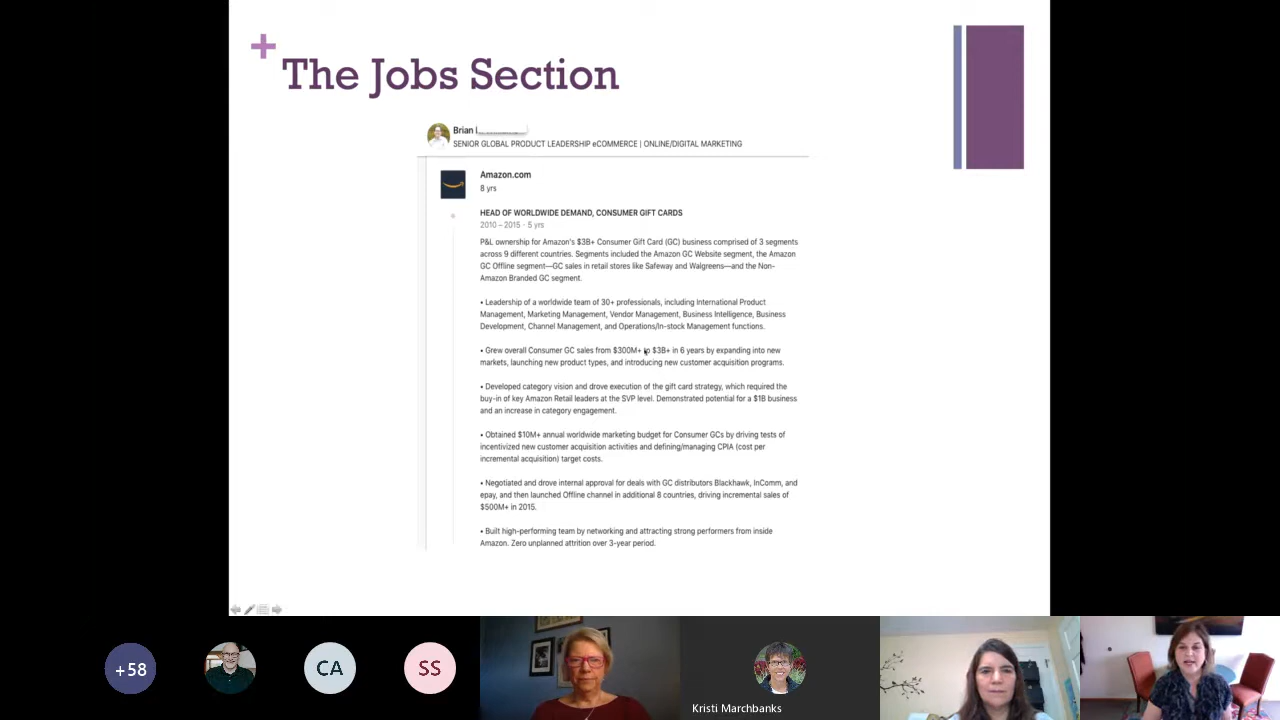 +
The Jobs Section
Brian
SENIOR GLOBAL PRODUCT LEADERSHIP eCOMMERCE | ONLINE/DIGITAL MARKETING
Amazon.com
8 yrs
HEAD OF WORLDWIDE DEMAND, CONSUMER GIFT CARDS
2010 – 2015 · 5 yrs
P&L ownership for Amazon's $3B+ Consumer Gift Card (GC) business comprised of 3 segments
across 9 different countries. Segments included the Amazon GC Website segment, the Amazon
GC Offline segment—GC sales in retail stores like Safeway and Walgreens—and the Non-
Amazon Branded GC segment.
• Leadership of a worldwide team of 30+ professionals, including International Product
Management, Marketing Management, Vendor Management, Business Intelligence, Business
Development, Channel Management, and Operations/In-stock Management functions.
• Grew overall Consumer GC sales from $300M+ to $3B+ in 6 years by expanding into new
markets, launching new product types, and introducing new customer acquisition programs.
• Developed category vision and drove execution of the gift card strategy, which required the
buy-in of key Amazon Retail leaders at the SVP level. Demonstrated potential for a $1B business
and an increase in category engagement.
• Obtained $10M+ annual worldwide marketing budget for Consumer GCs by driving tests of
incentivized new customer acquisition activities and defining/managing CPIA (cost per
incremental acquisition) target costs.
• Negotiated and drove internal approval for deals with GC distributors Blackhawk, InComm, and
epay, and then launched Offline channel in additional 8 countries, driving incremental sales of
$500M+ in 2015.
• Built high-performing team by networking and attracting strong performers from inside
Amazon. Zero unplanned attrition over 3-year period.
+58
CA
SS
Kristi Marchbanks